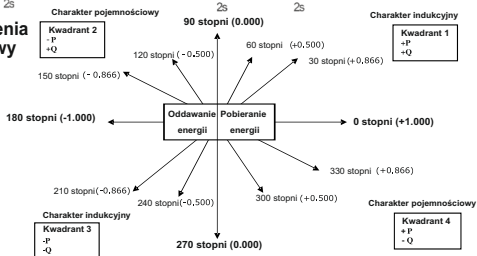 2s
2s
2s
Charakter pojemnościowy
Charakter indukcyjny
enia
wy
Kwadrant 2
- P
+Q
90 stopni (0.000)
Kwadrant 1
+P
+Q
120 stopni (-0.500)
60 stopni (+0.500)
30 stopni (+0.866)
150 stopni (- 0.866)
180 stopni (-1.000)
Oddawanie energii
Pobieranie energii
0 stopni (+1.000)
330 stopni (+0,866)
210 stopni(-0.866)
240 stopni(-0.500)
300 stopni (+0.500)
Charakter indukcyjny
Kwadrant 3
-P
-Q
270 stopni (0.000)
Charakter pojemnościowy
Kwadrant 4
+ P
- Q